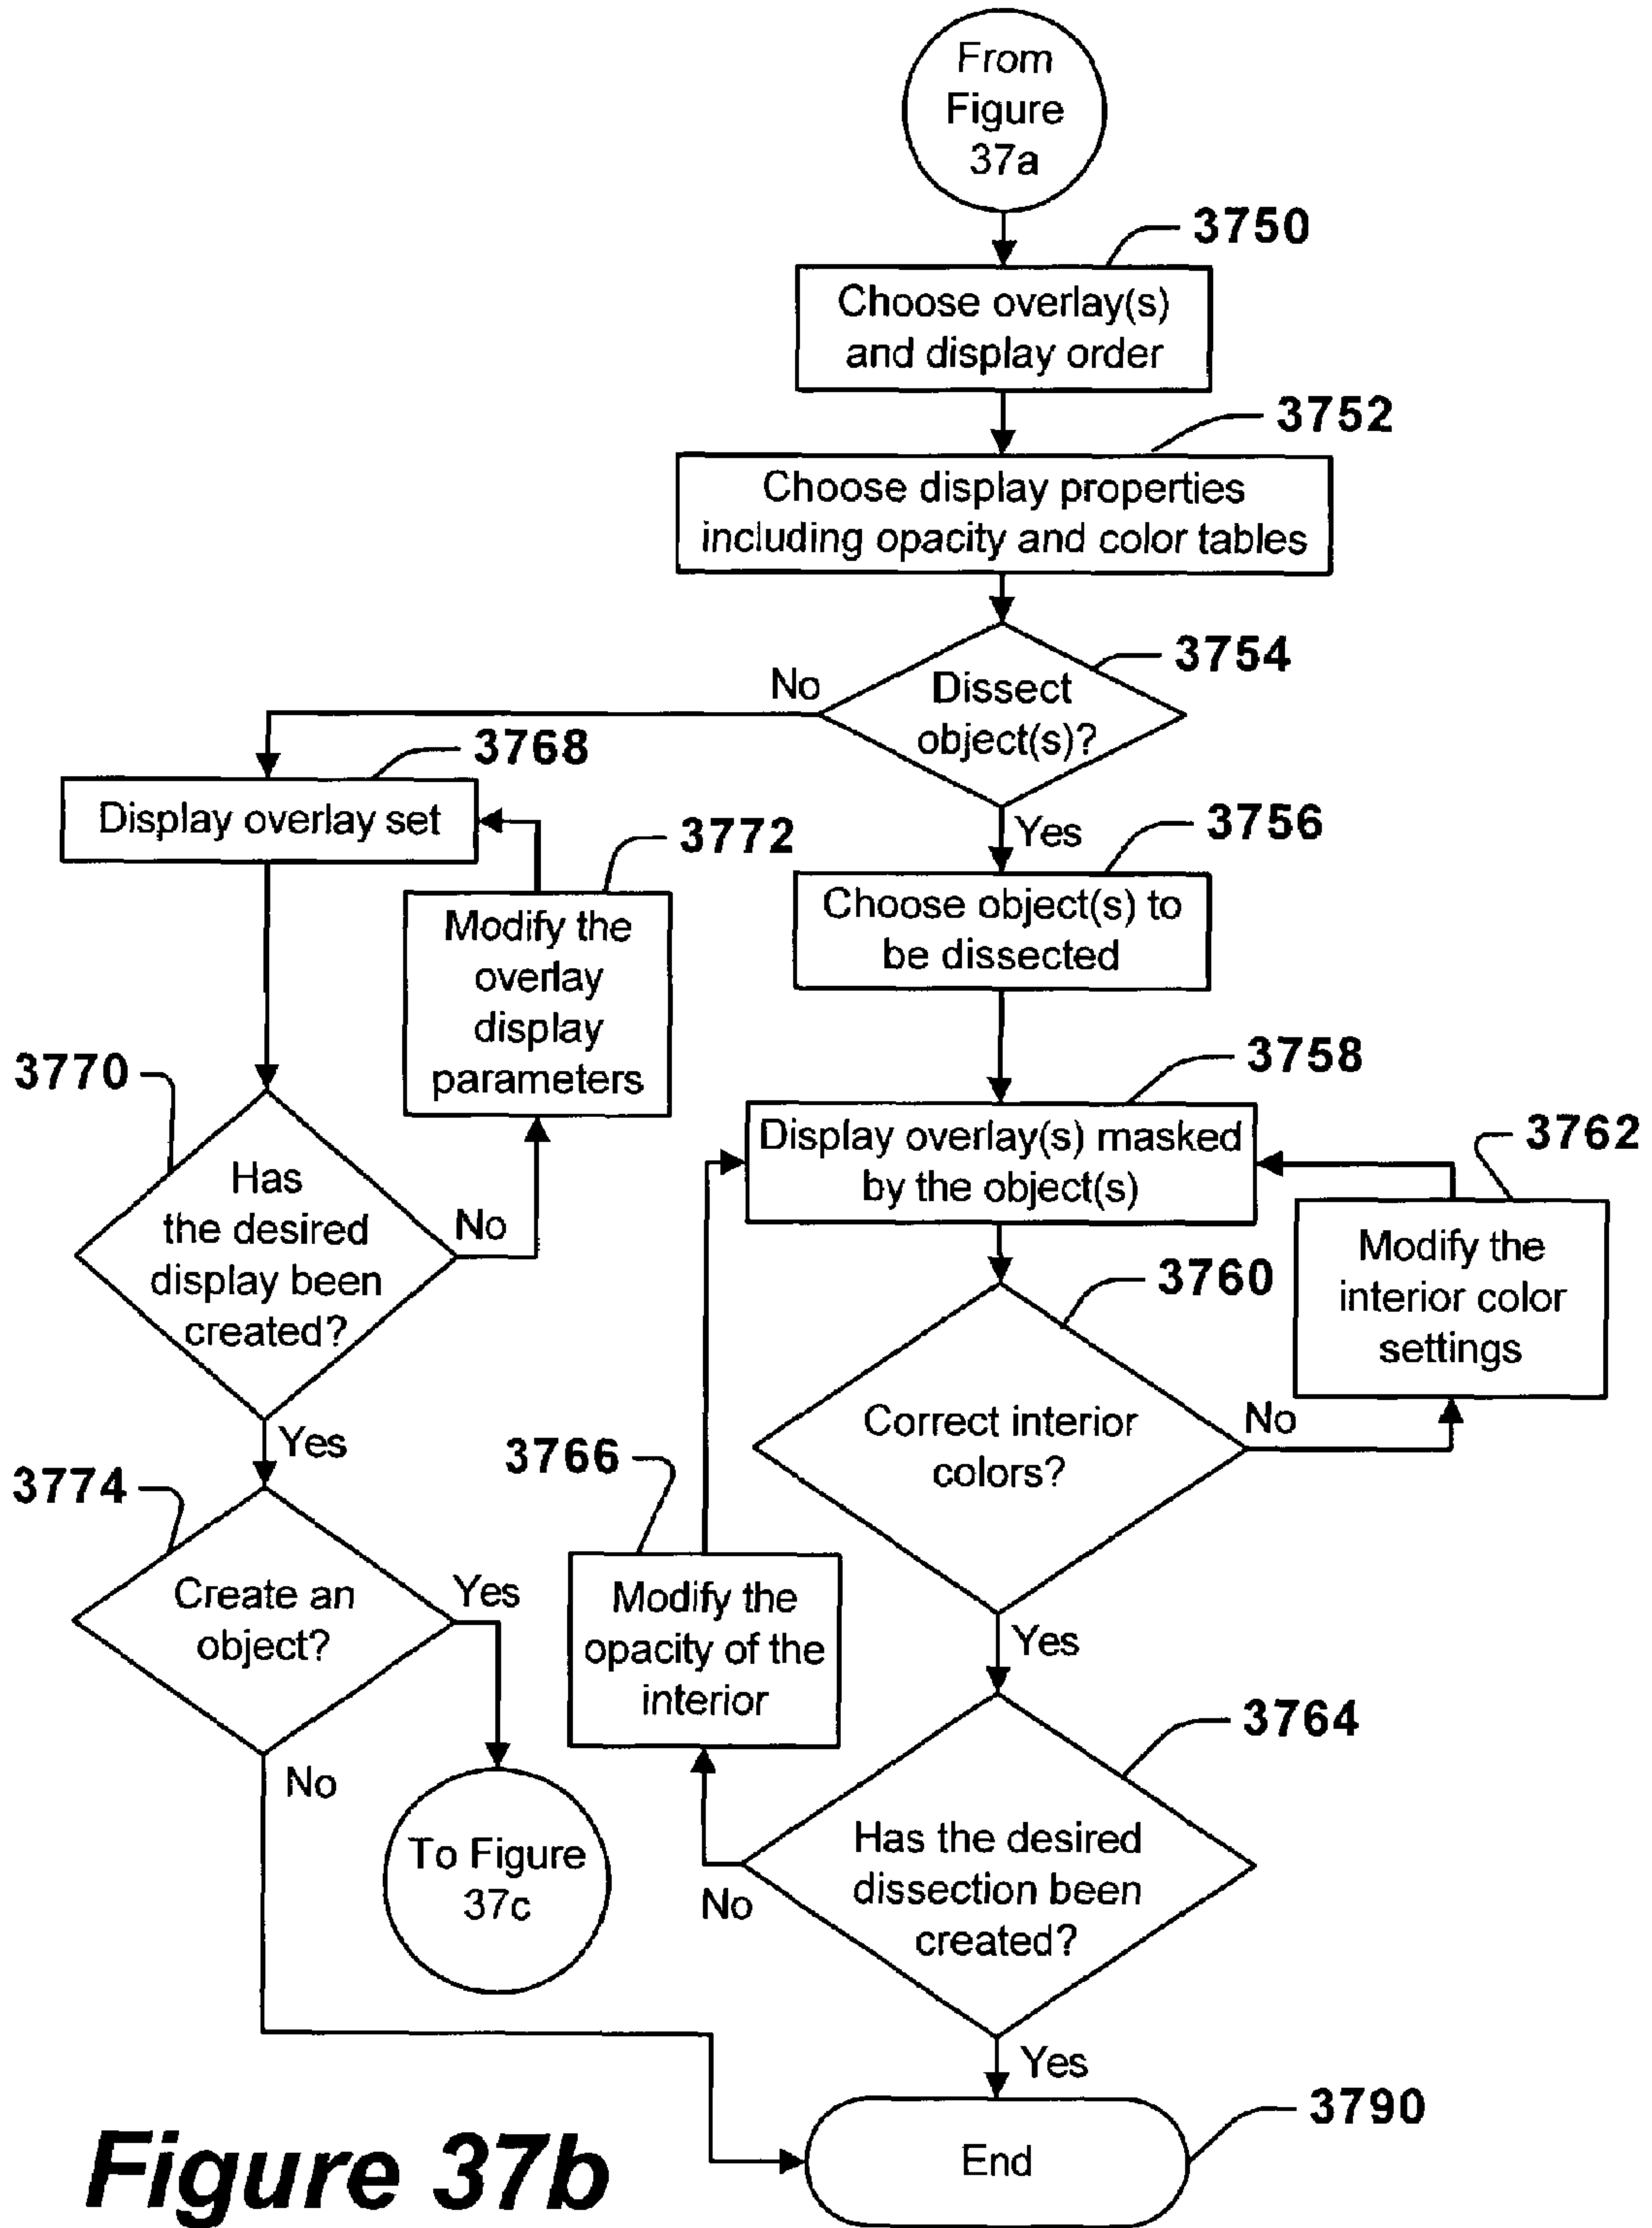 From
Figure
37a
3750
Choose overlay(s)
and display order
3752
Choose display properties
including opacity and color tables
3754
Dissect
object(s)?
No
Yes
3768
Display overlay set
3772
Modify the
overlay
display
parameters
3756
Choose object(s) to
be dissected
3770
Has
the desired
display been
created?
No
Yes
3758
Display overlay(s) masked
by the object(s)
3762
Modify the
interior color
settings
3760
Correct interior
colors?
No
Yes
3766
Modify the
opacity of the
interior
3774
Create an
object?
Yes
No
To Figure
37c
3764
Has the desired
dissection been
created?
No
Yes
3790
End
Figure 37b